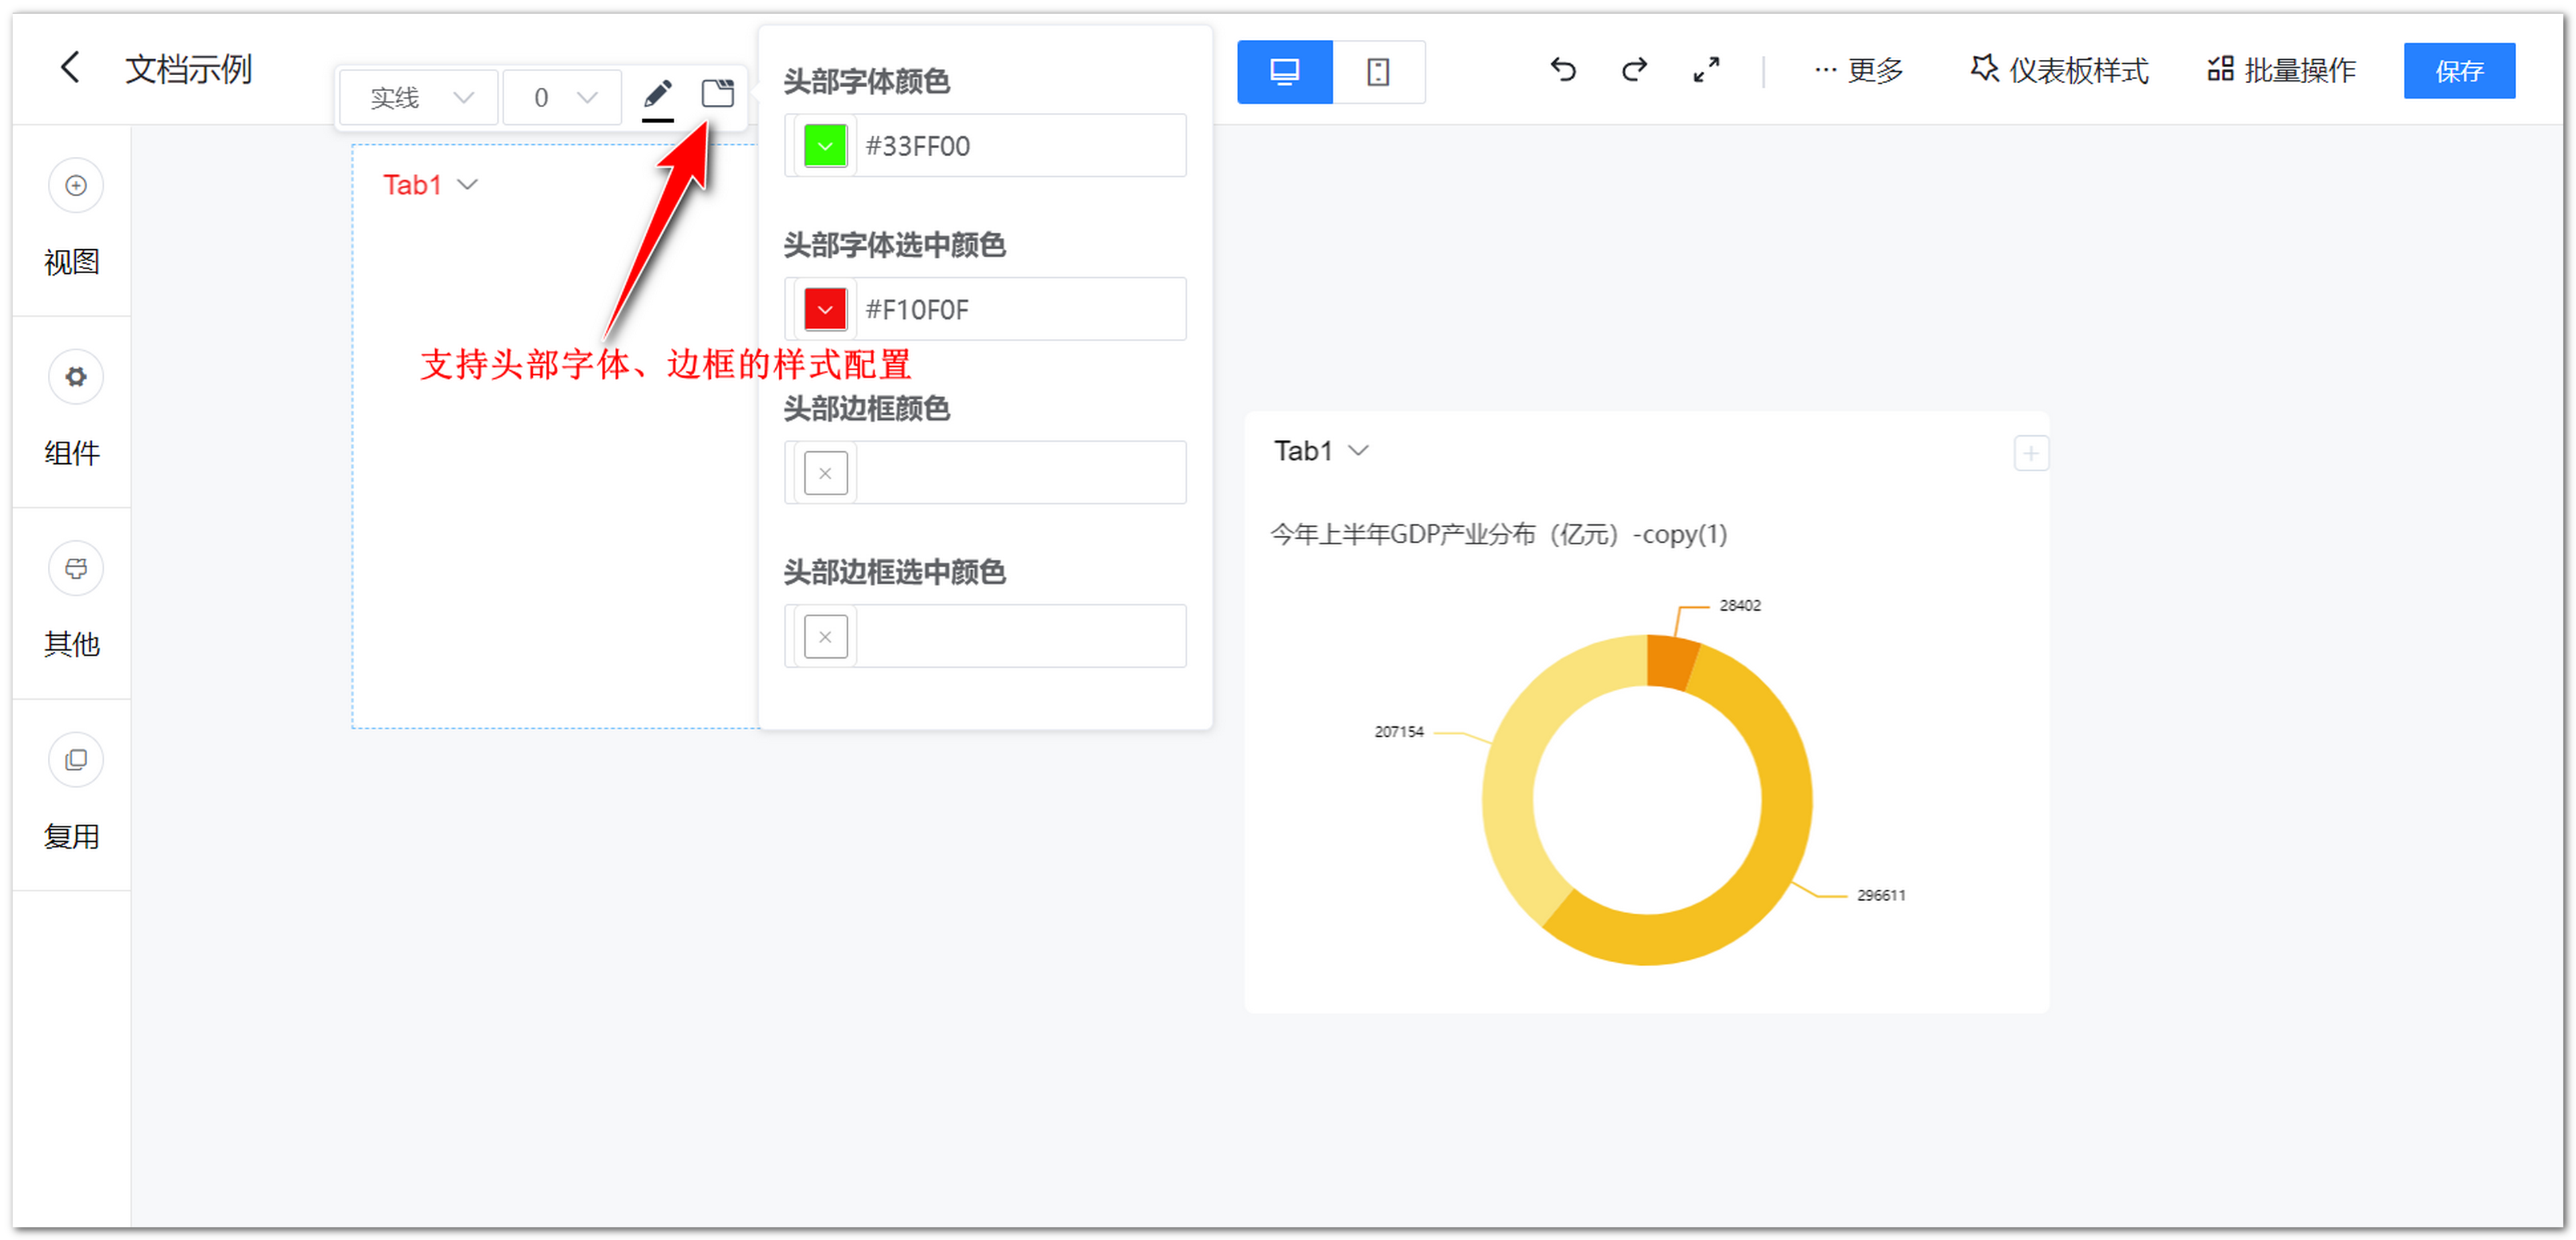 文档示例
实线
0
更多
仪表板样式
批量操作
保存
视图
组件
其他
复用
Tab1
支持头部字体、边框的样式配置
头部字体颜色
#33FF00
头部字体选中颜色
#F10F0F
头部边框颜色
头部边框选中颜色
Tab1
今年上半年GDP产业分布（亿元）-copy(1)
28402
207154
296611